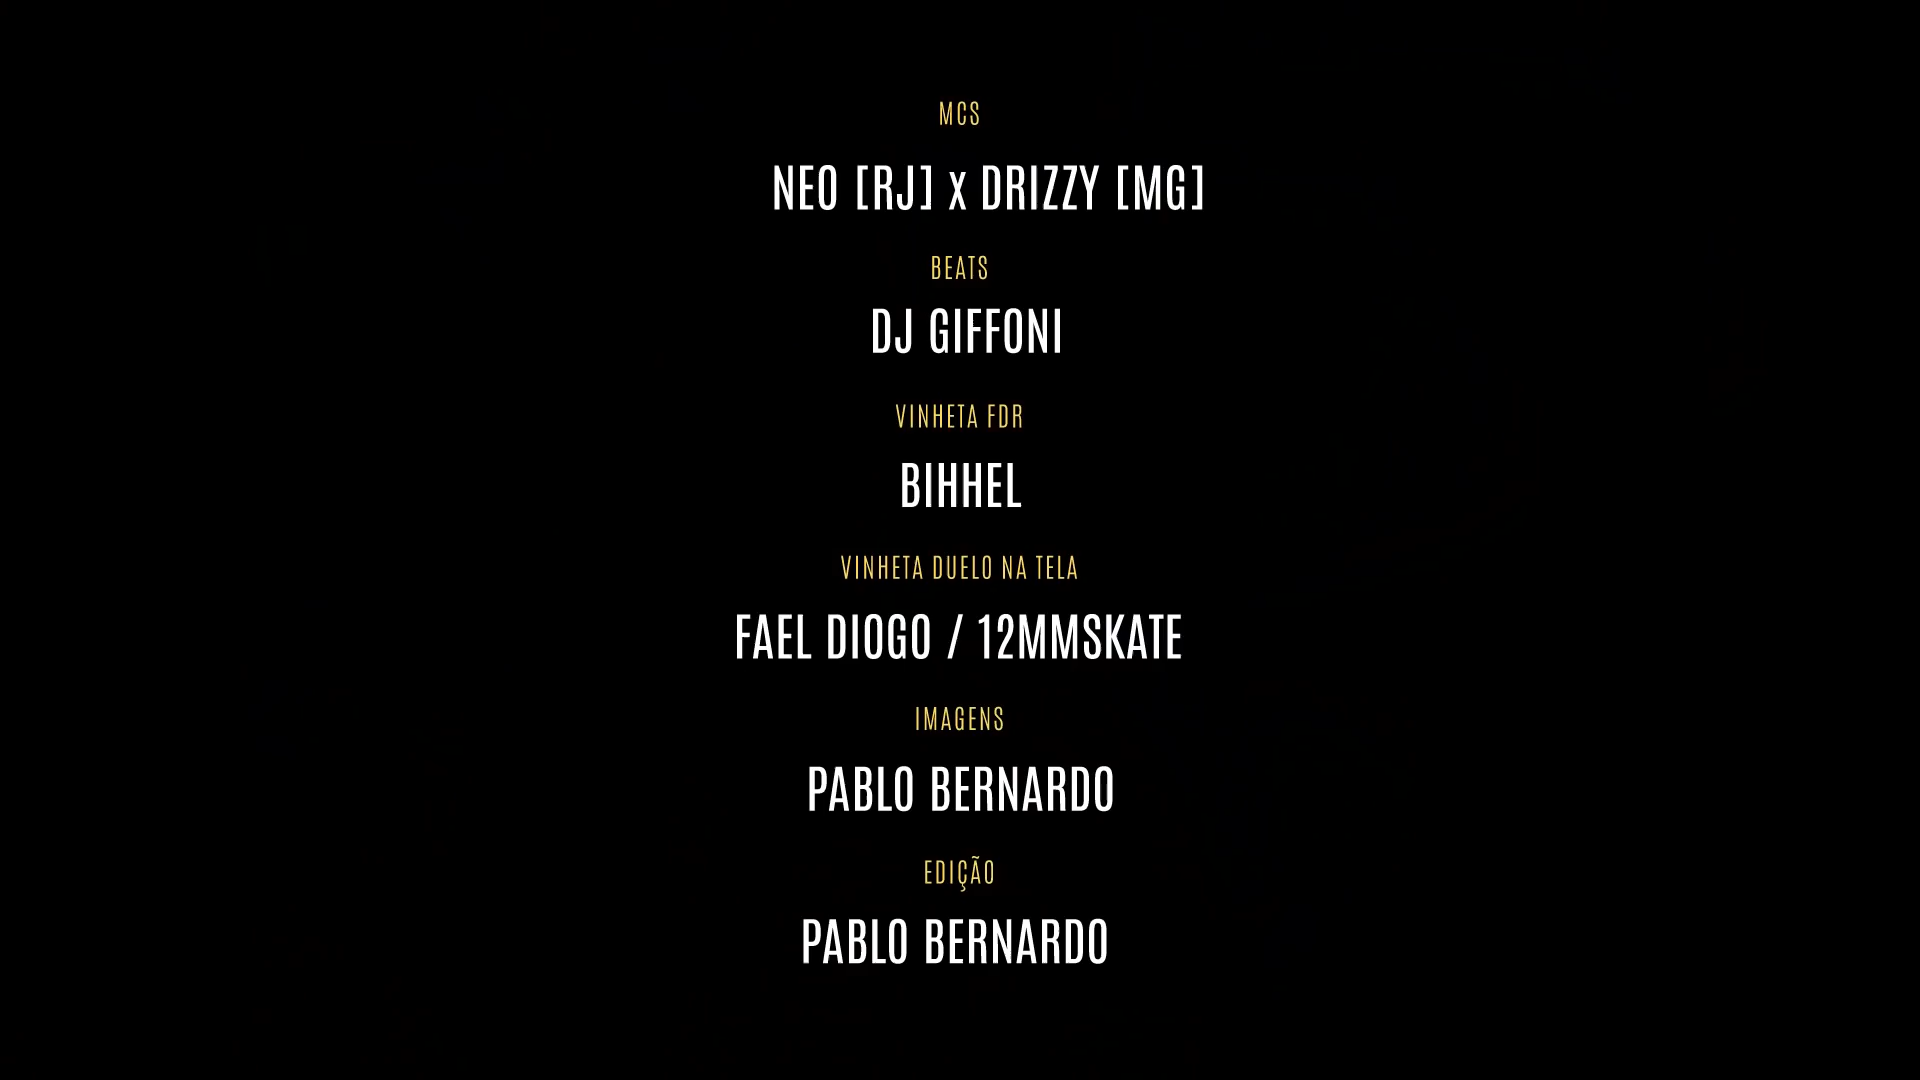 MCS
NEO [RJ] x DRIZZY [MG]
BEATS
DJ GIFFONI
VINHETA FDR
BIHHEL
VINHETA DUELO NA TELA
FAEL DIOGO / 12MMSKATE
IMAGENS
PABLO BERNARDO
EDIÇÃO
PABLO BERNARDO